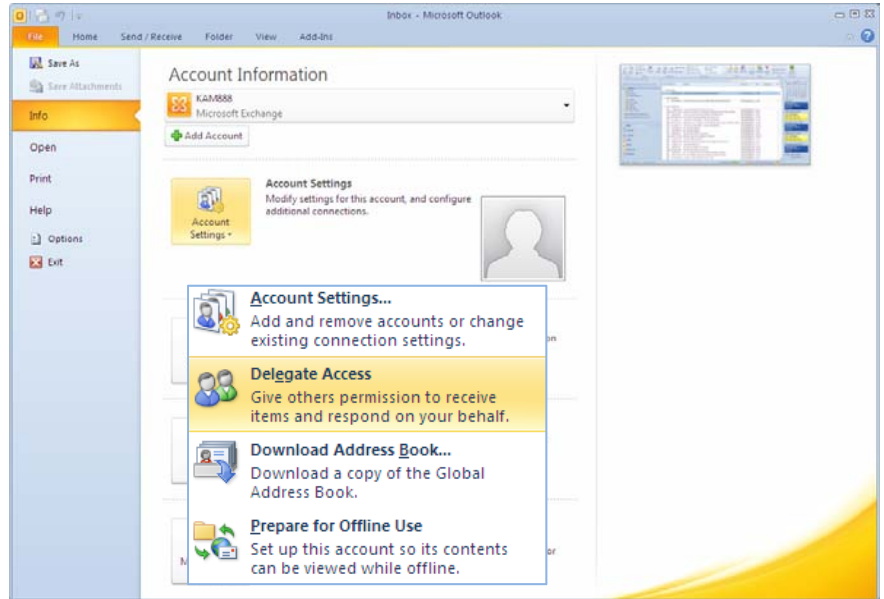 Inbox - Microsoft Outlook
File Home Send / Receive Folder View Add-Ins
Save As
Save Attachments
Info
Open
Print
Help
Options
Exit
Account Information
KAM888
Microsoft Exchange
Add Account
Account Settings
Account Settings
Modify settings for this account, and configure
additional connections.
Account Settings...
Add and remove accounts or change
existing connection settings.
Delegate Access
Give others permission to receive
items and respond on your behalf.
Download Address Book...
Download a copy of the Global
Address Book.
Prepare for Offline Use
Set up this account so its contents
can be viewed while offline.